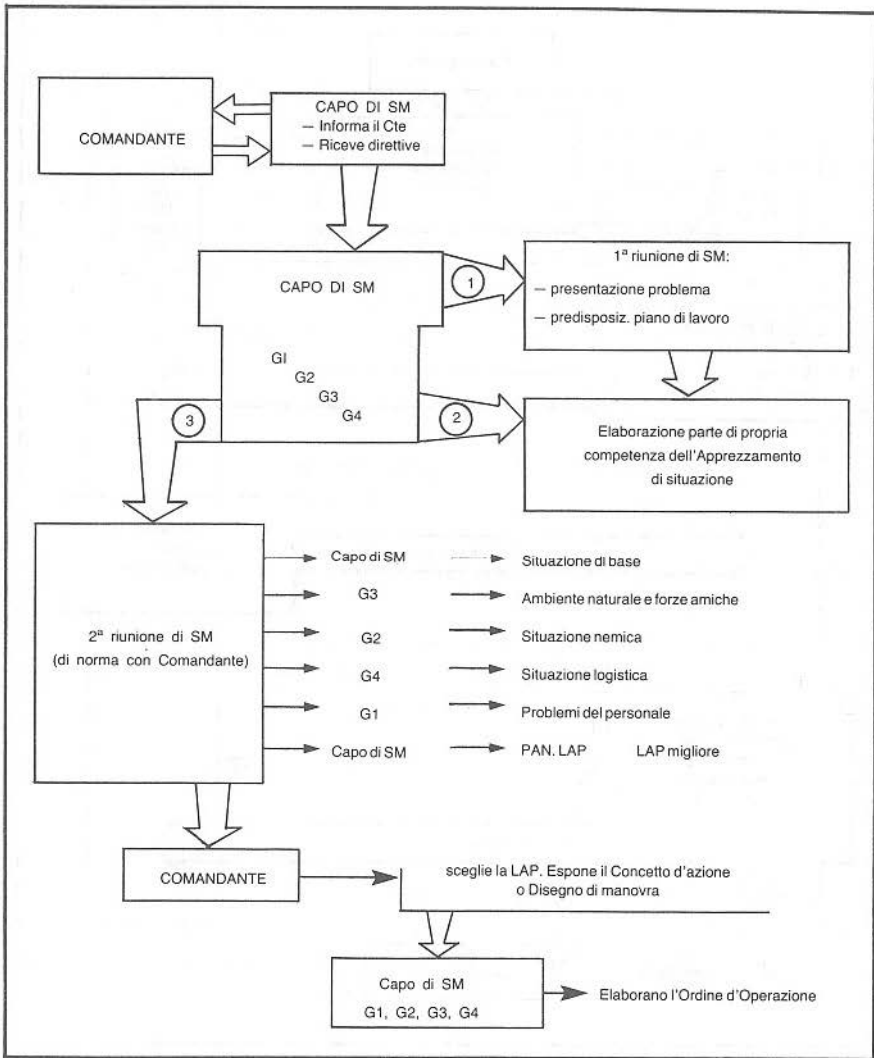 COMANDANTE
CAPO DI SM
– Informa il Cte
– Riceve direttive
CAPO DI SM
GI
G2
G3
G4
1
2
3
1ª riunione di SM:
– presentazione problema
– predisposiz. piano di lavoro
Elaborazione parte di propria
competenza dell'Apprezzamento
di situazione
2ª riunione di SM
(di norma con Comandante)
Capo di SM Situazione di base
G3 Ambiente naturale e forze amiche
G2 Situazione nemica
G4 Situazione logistica
G1 Problemi del personale
Capo di SM PAN. LAP LAP migliore
COMANDANTE
sceglie la LAP. Espone il Concetto d'azione
o Disegno di manovra
Capo di SM
G1, G2, G3, G4
Elaborano l'Ordine d'Operazione